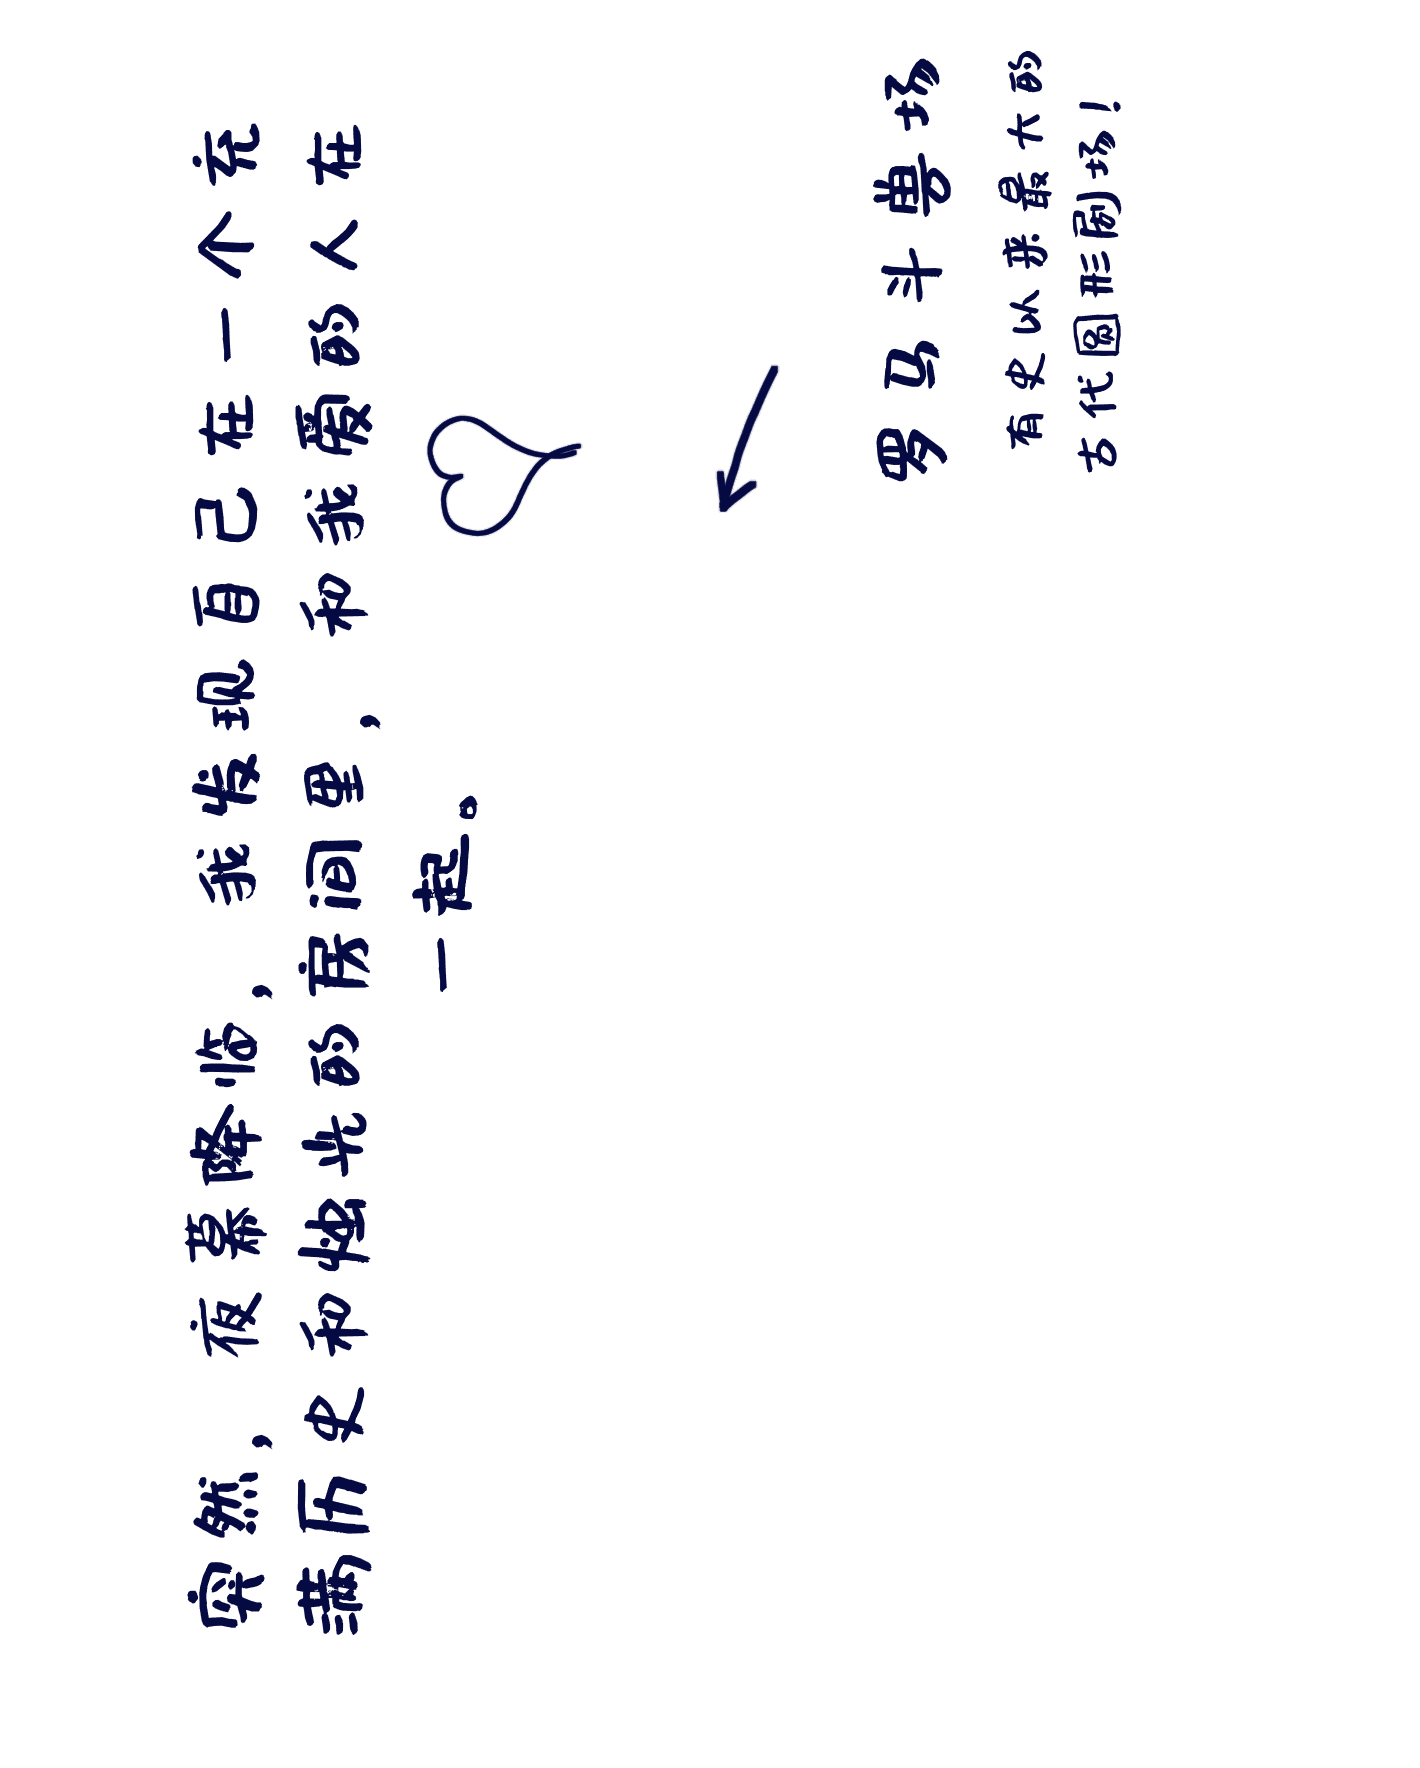 突然，夜幕降临，我发现自己在一个充
满历史和恤光的房间里，和我爱的人在
一起。
罗马斗兽场
有史以来最大的
古代圆形剧场！